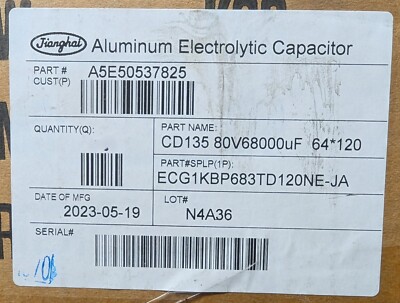 Jianghai Aluminum Electrolytic Capacitor
PART # A5E50537825
CUST(P)
QUANTITY(Q):
PART NAME:
CD135 80V68000uF 64*120
PART#SPLP(1P):
ECG1KBP683TD120NE-JA
DATE OF MFG
2023-05-19
LOT#
N4A36
SERIAL#